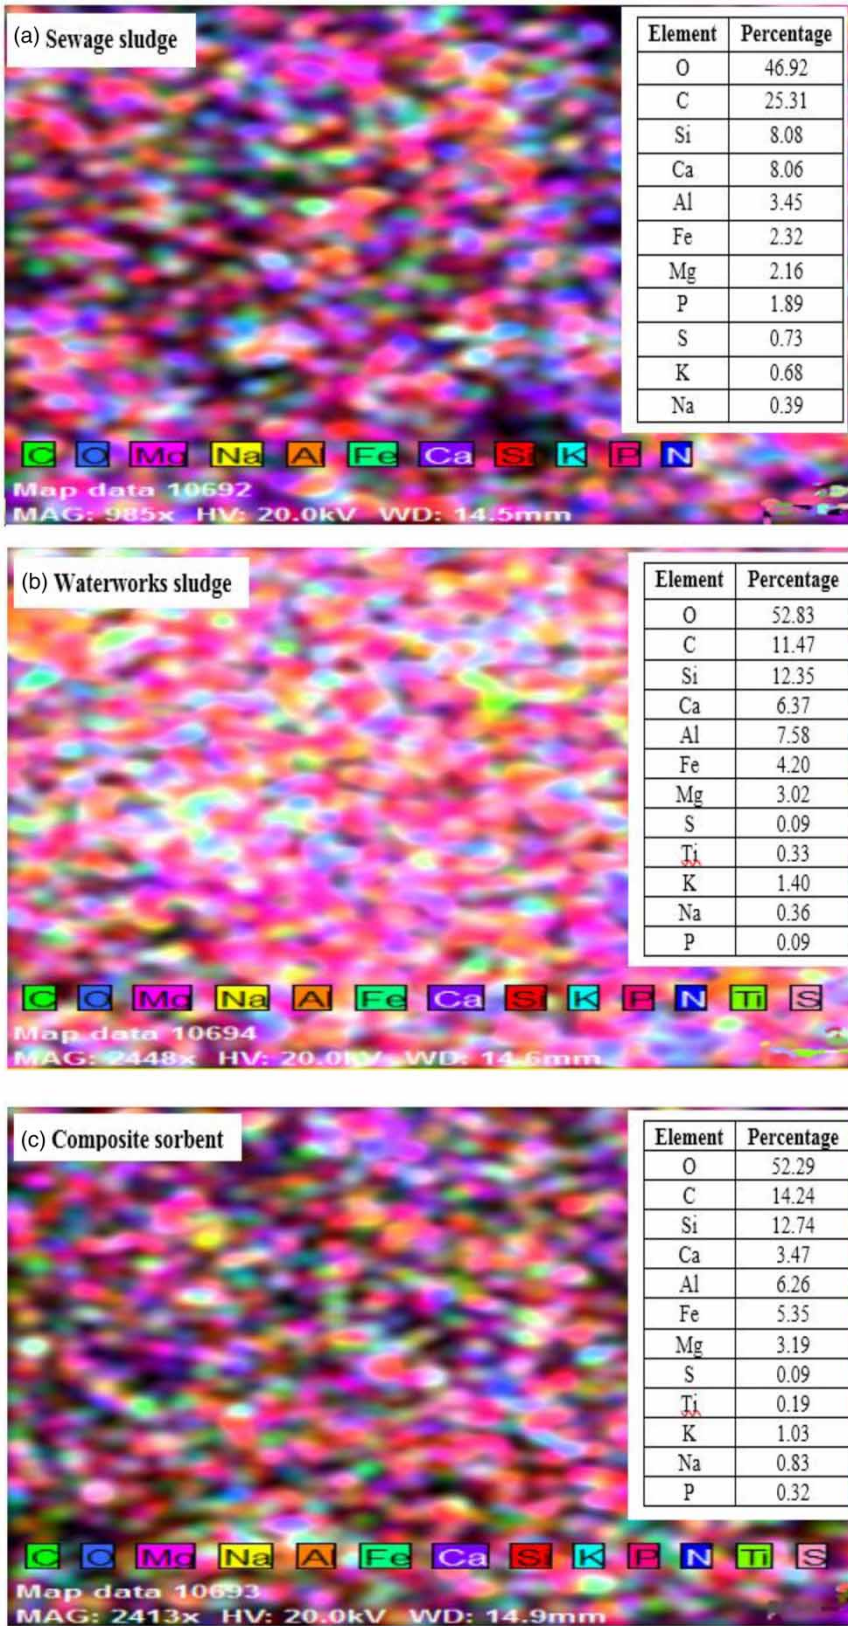 (a) Sewage sludge
Element Percentage
O 46.92
C 25.31
Si 8.08
Ca 8.06
Al 3.45
Fe 2.32
Mg 2.16
P 1.89
S 0.73
K 0.68
Na 0.39
C O Mg Na Al Fe Ca Si K P N
Map data 10692
MAG: 985x HV: 20.0kV WD: 14.5mm
(b) Waterworks sludge
Element Percentage
O 52.83
C 11.47
Si 12.35
Ca 6.37
Al 7.58
Fe 4.20
Mg 3.02
S 0.09
Ti 0.33
K 1.40
Na 0.36
P 0.09
C O Mg Na Al Fe Ca Si K P N Ti S
Map data 10694
MAG: 2448x HV: 20.0kV WD: 14.6mm
(c) Composite sorbent
Element Percentage
O 52.29
C 14.24
Si 12.74
Ca 3.47
Al 6.26
Fe 5.35
Mg 3.19
S 0.09
Ti 0.19
K 1.03
Na 0.83
P 0.32
C O Mg Na Al Fe Ca Si K P N Ti S
Map data 10693
MAG: 2413x HV: 20.0kV WD: 14.9mm